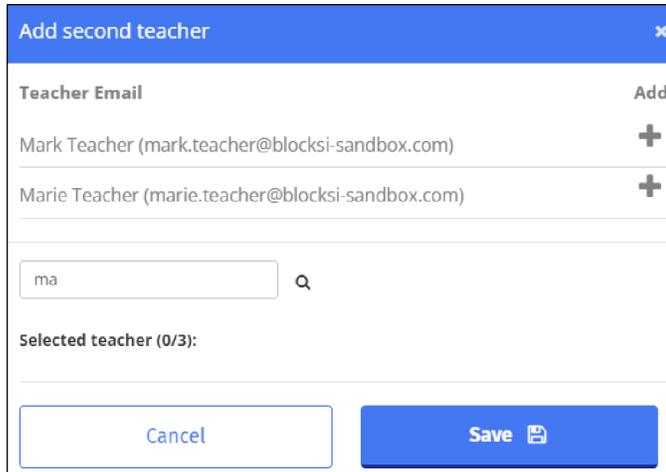 Add second teacher
Teacher Email Add
Mark Teacher (mark.teacher@blocksi-sandbox.com)
Marie Teacher (marie.teacher@blocksi-sandbox.com)
ma
Selected teacher (0/3):
Cancel Save